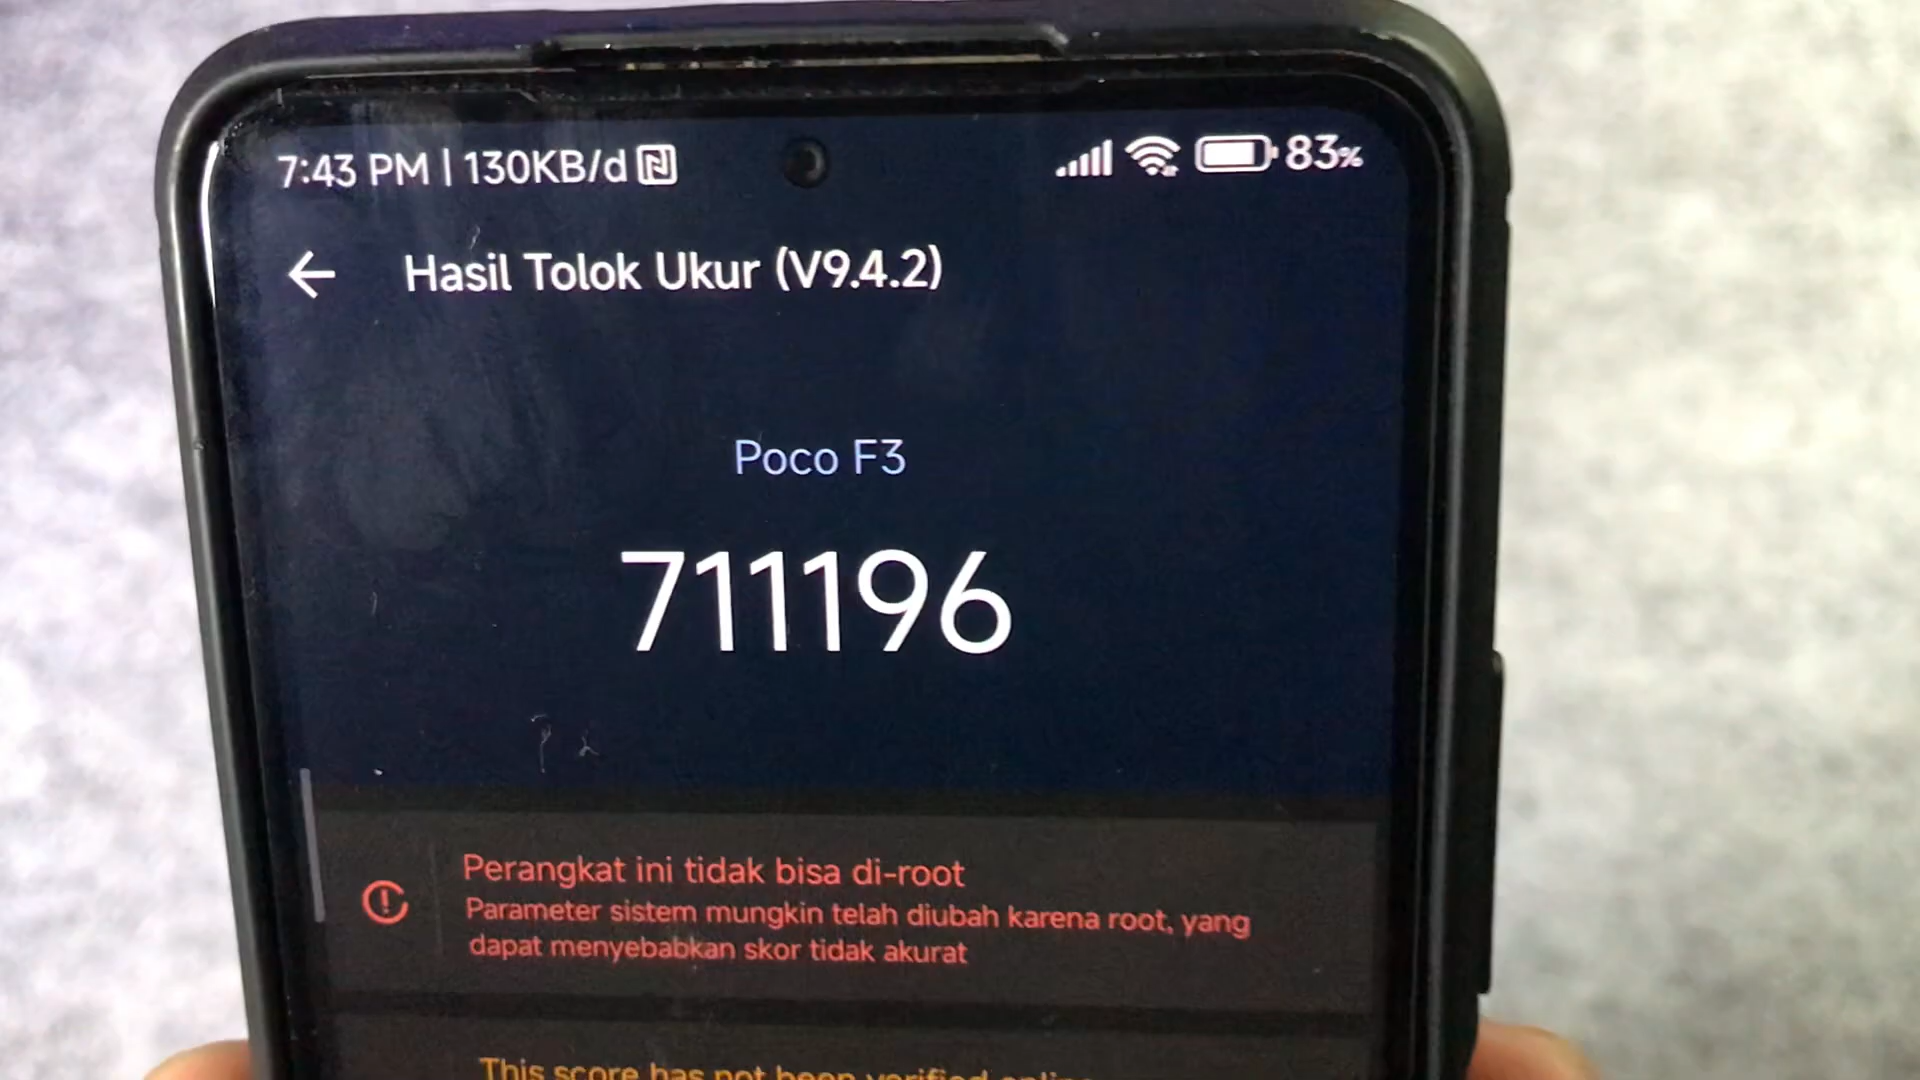 7:43 PM | 130KB/d 83%
Hasil Tolok Ukur (V9.4.2)
Poco F3
711196
Perangkat ini tidak bisa di-root
Parameter sistem mungkin telah diubah karena root, yang
dapat menyebabkan skor tidak akurat
This score has not been verified online